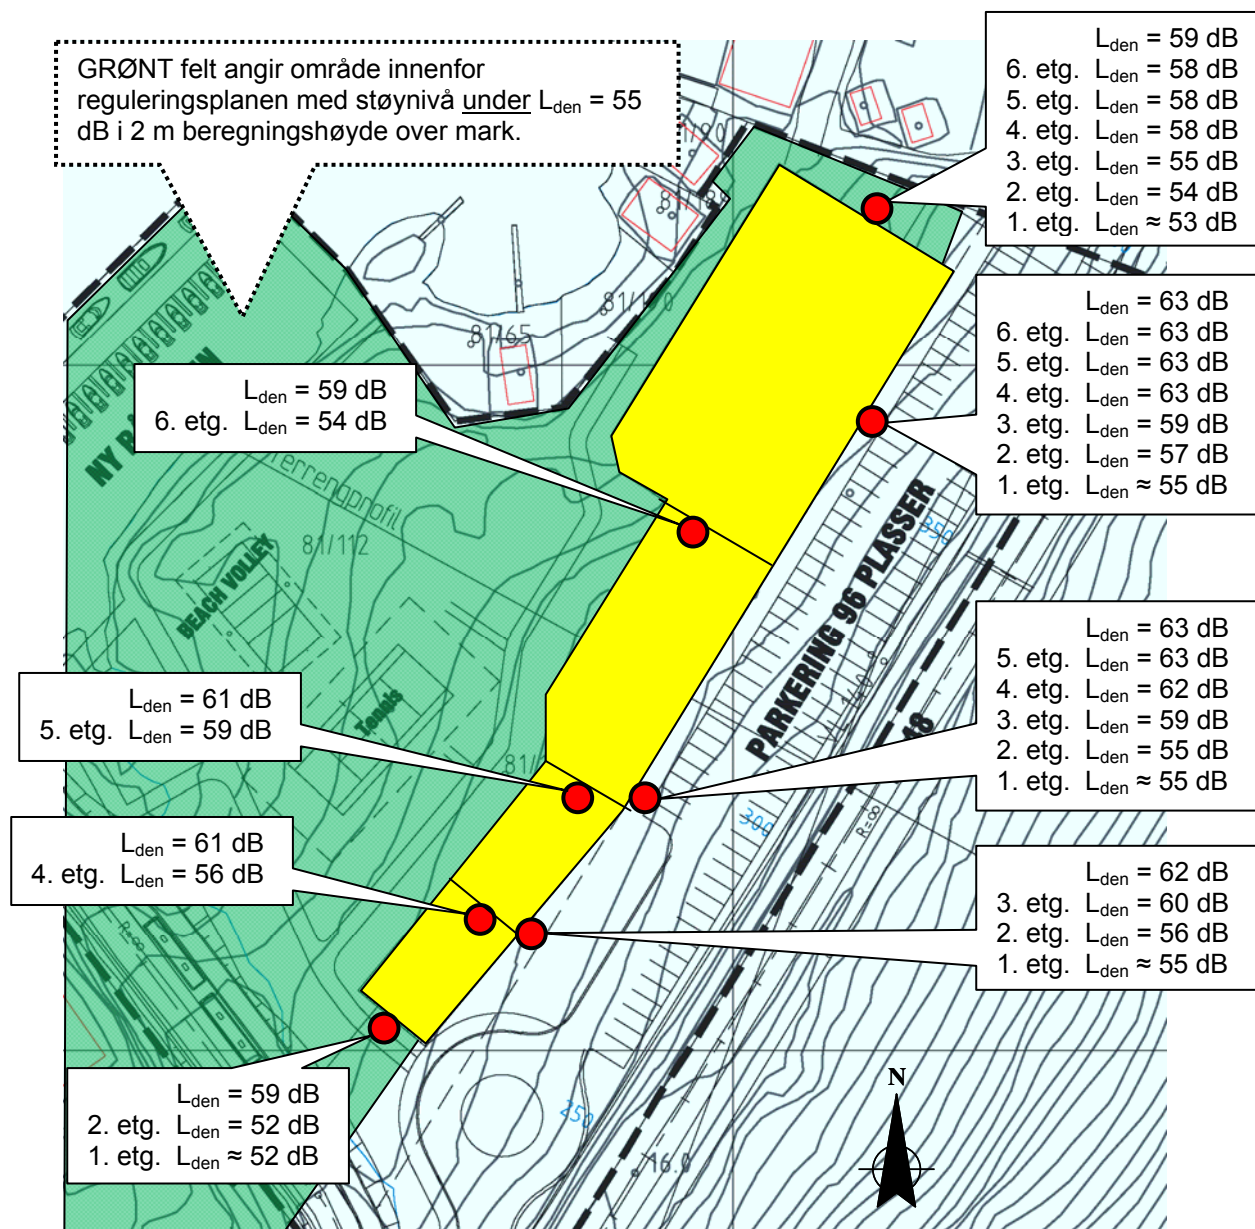 GRØNT felt angir område innenfor
reguleringsplanen med støynivå under Lden = 55
dB i 2 m beregningshøyde over mark.
Lden = 59 dB
6. etg. Lden = 58 dB
5. etg. Lden = 58 dB
4. etg. Lden = 58 dB
3. etg. Lden = 55 dB
2. etg. Lden = 54 dB
1. etg. Lden ≈ 53 dB
Lden = 63 dB
6. etg. Lden = 63 dB
5. etg. Lden = 63 dB
4. etg. Lden = 63 dB
3. etg. Lden = 59 dB
2. etg. Lden = 57 dB
1. etg. Lden ≈ 55 dB
81/65
Lden = 59 dB
6. etg. Lden = 54 dB
NY
Terrengprofil
81/112
BEACH VOLLEY
Tennis
PARKERING 96 PLASSER
350
Lden = 63 dB
5. etg. Lden = 63 dB
4. etg. Lden = 62 dB
3. etg. Lden = 59 dB
2. etg. Lden = 55 dB
1. etg. Lden ≈ 55 dB
Lden = 61 dB
5. etg. Lden = 59 dB
81/
300
R=∞
Lden = 61 dB
4. etg. Lden = 56 dB
Lden = 62 dB
3. etg. Lden = 60 dB
2. etg. Lden = 56 dB
1. etg. Lden ≈ 55 dB
R=∞
Lden = 59 dB
2. etg. Lden = 52 dB
1. etg. Lden ≈ 52 dB
250
16.0
N